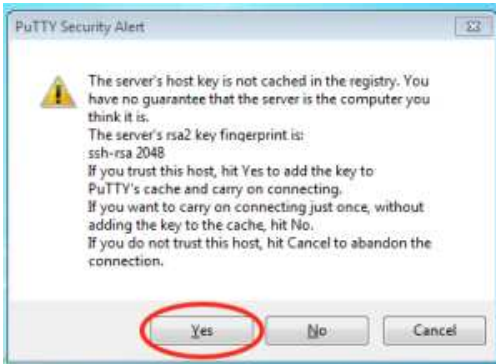 PuTTY Security Alert
The server's host key is not cached in the registry. You
have no guarantee that the server is the computer you
think it is.
The server's rsa2 key fingerprint is:
ssh-rsa 2048
If you trust this host, hit Yes to add the key to
PuTTY's cache and carry on connecting.
If you want to carry on connecting just once, without
adding the key to the cache, hit No.
If you do not trust this host, hit Cancel to abandon the
connection.
Yes No Cancel